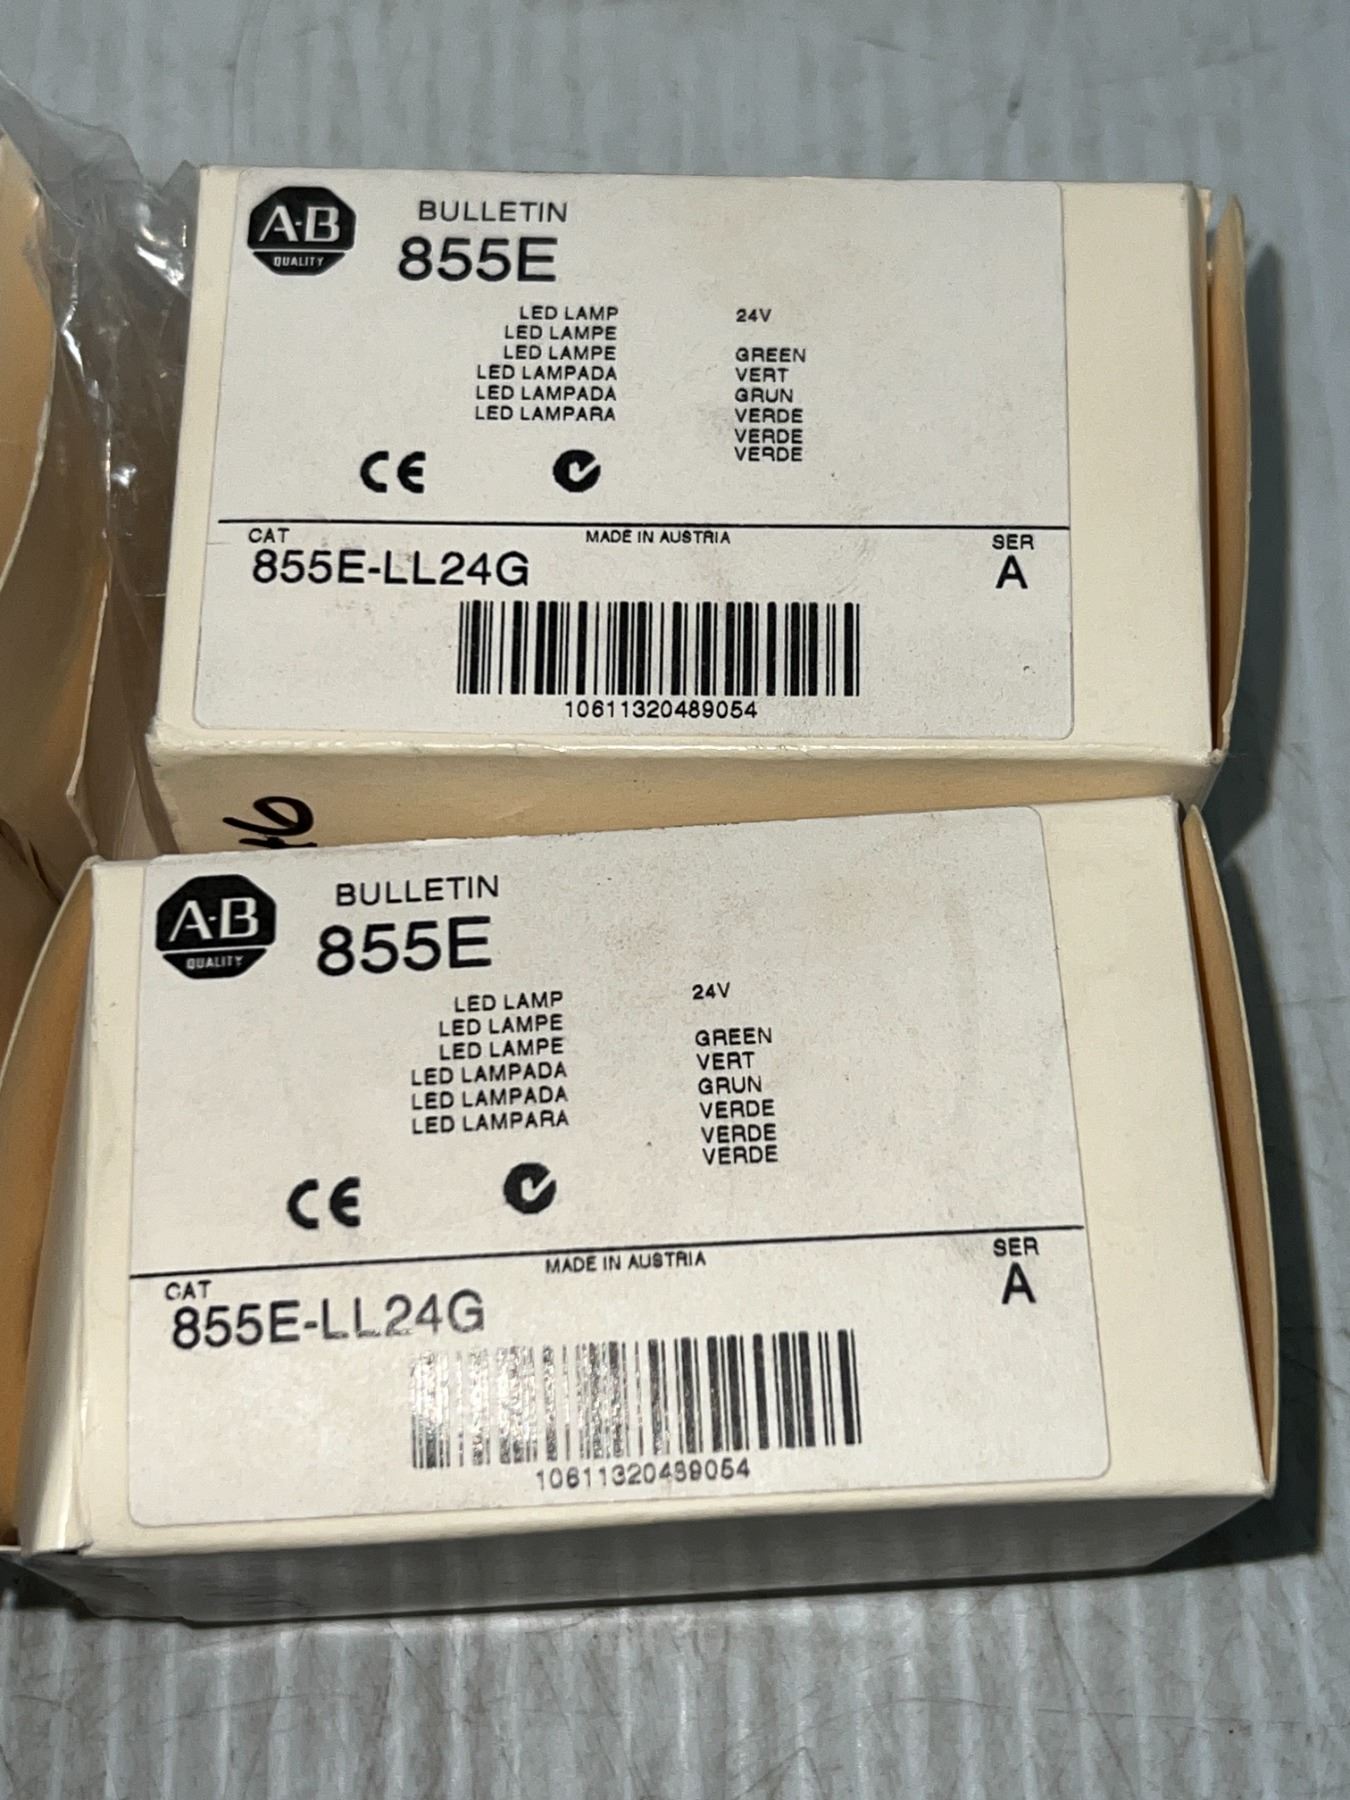 A-B
QUALITY
BULLETIN
855E
LED LAMP 24V
LED LAMPE
LED LAMPE GREEN
LED LAMPADA VERT
LED LAMPADA GRUN
LED LAMPARA VERDE
VERDE
VERDE
CE
CAT MADE IN AUSTRIA SER
855E-LL24G A
10611320489054
A-B
QUALITY
BULLETIN
855E
LED LAMP 24V
LED LAMPE
LED LAMPE GREEN
LED LAMPADA VERT
LED LAMPADA GRUN
LED LAMPARA VERDE
VERDE
VERDE
CE
CAT MADE IN AUSTRIA SER
855E-LL24G A
10611320489054